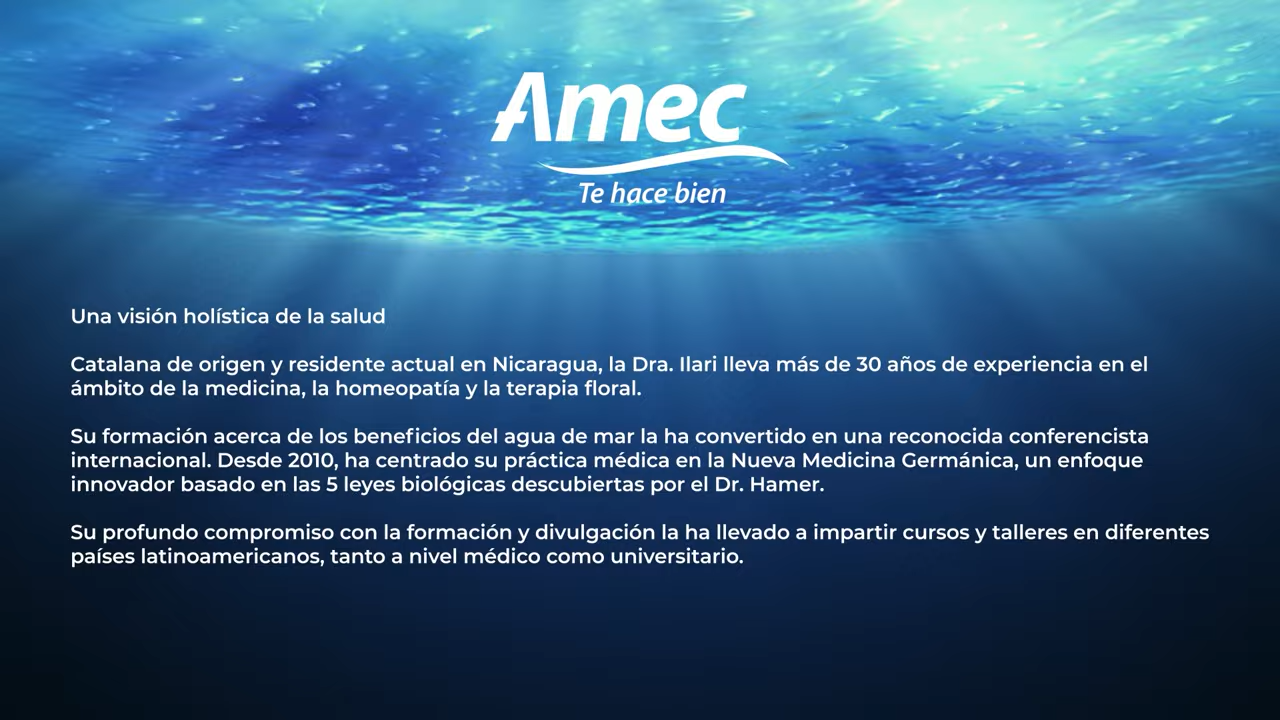 Amec
Te hace bien
Una visión holística de la salud
Catalana de origen y residente actual en Nicaragua, la Dra. Ilari lleva más de 30 años de experiencia en el
ámbito de la medicina, la homeopatía y la terapia floral.
Su formación acerca de los beneficios del agua de mar la ha convertido en una reconocida conferencista
internacional. Desde 2010, ha centrado su práctica médica en la Nueva Medicina Germánica, un enfoque
innovador basado en las 5 leyes biológicas descubiertas por el Dr. Hamer.
Su profundo compromiso con la formación y divulgación la ha llevado a impartir cursos y talleres en diferentes
países latinoamericanos, tanto a nivel médico como universitario.